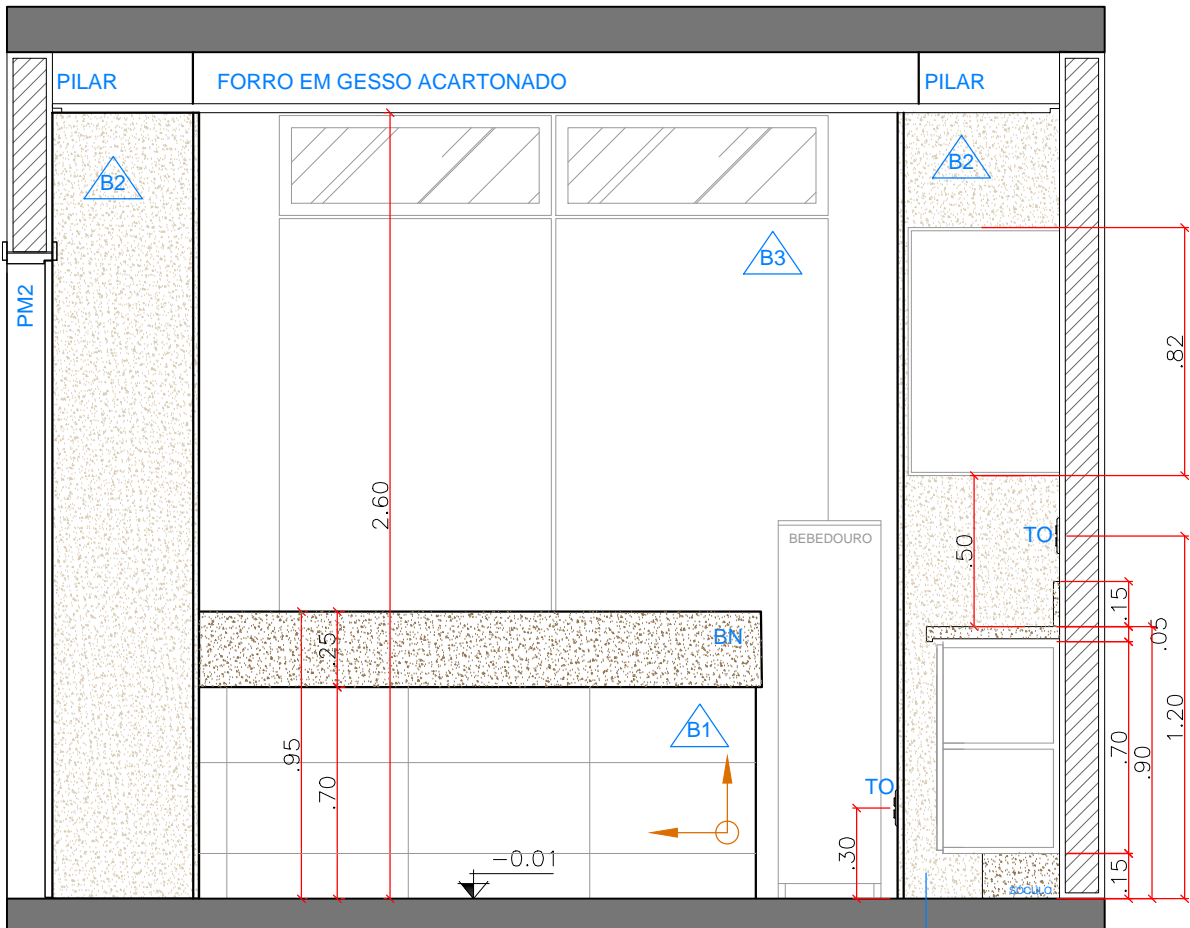 PILAR
FORRO EM GESSO ACARTONADO
PILAR
B2
B2
B3
PM2
.82
2.60
BEBEDOURO
TO
.50
.15
.05
BN
.25
1.20
B1
.95
.70
.70
.90
TO
.30
-0.01
.15
SÓCULO